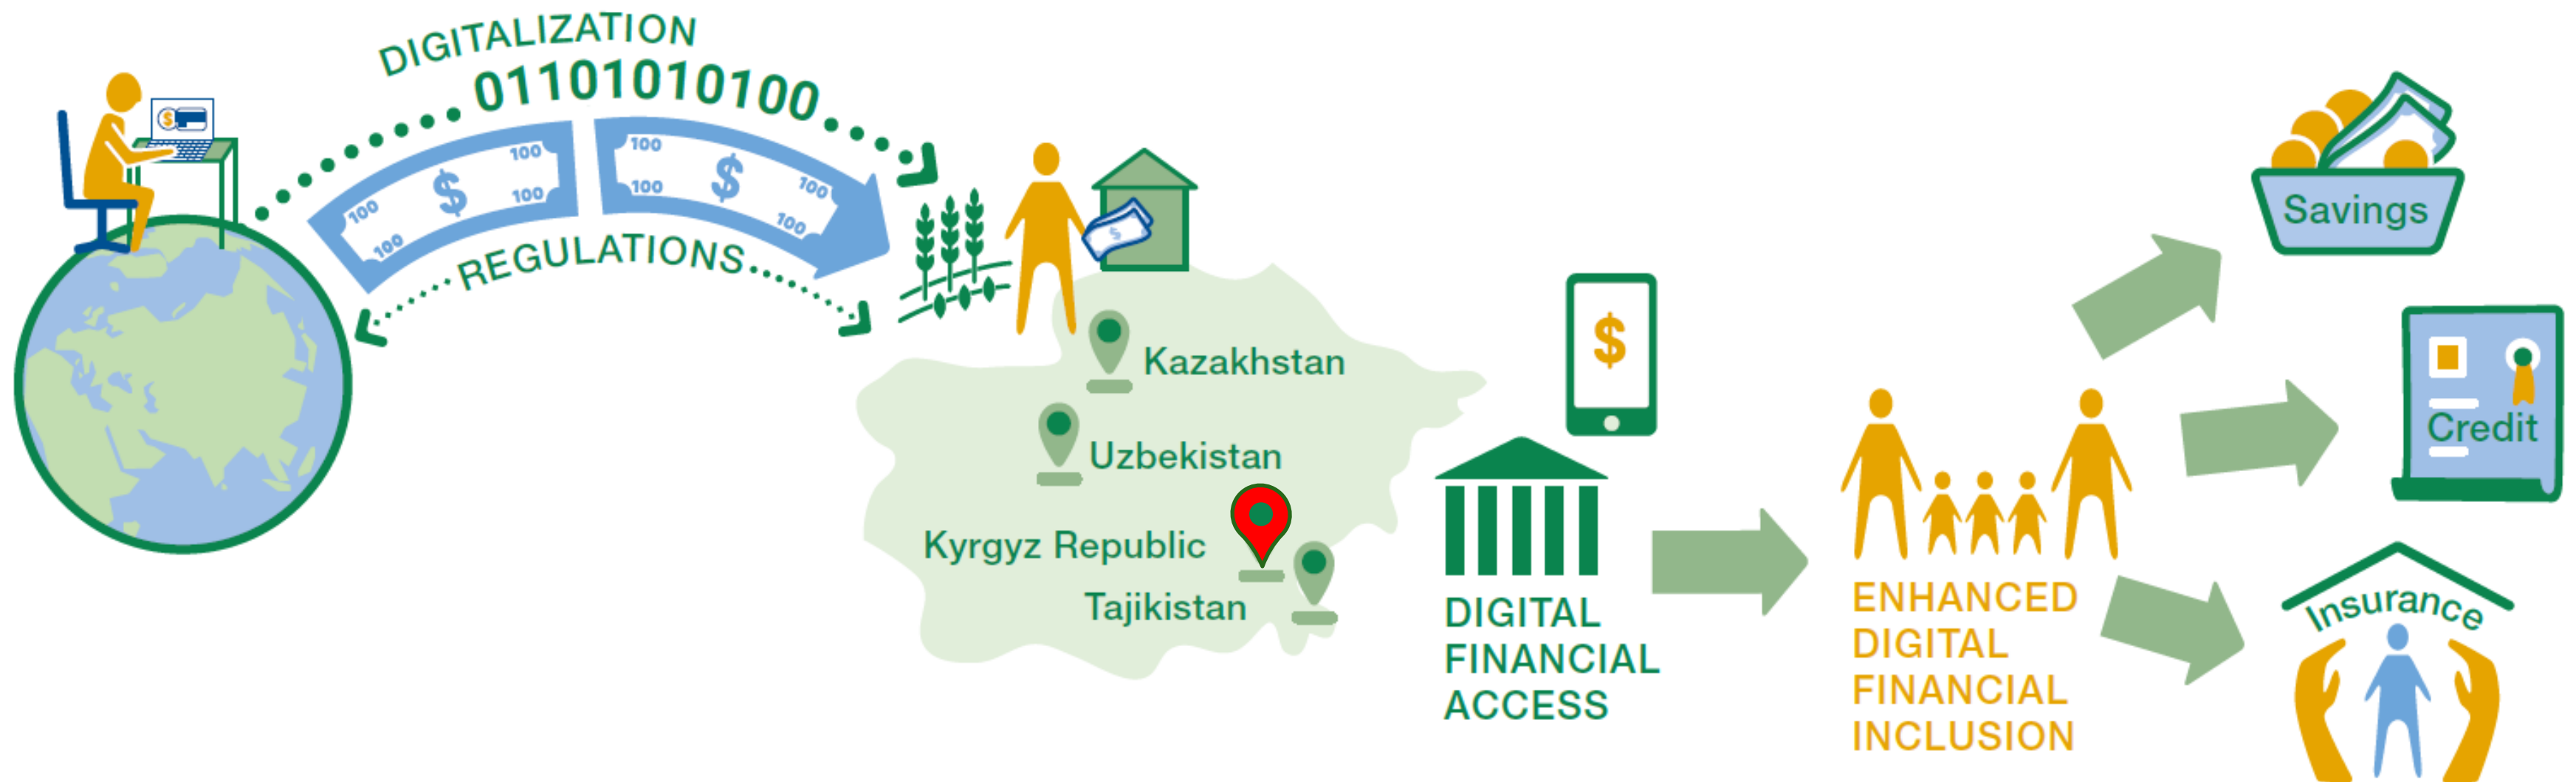 DIGITALIZATION
01101010100
100 $ 100
100 100
100 $ 100
100 100
REGULATIONS
$
$
Kazakhstan
Uzbekistan
Kyrgyz Republic
Tajikistan
$
DIGITAL
FINANCIAL
ACCESS
ENHANCED
DIGITAL
FINANCIAL
INCLUSION
Savings
Credit
Insurance